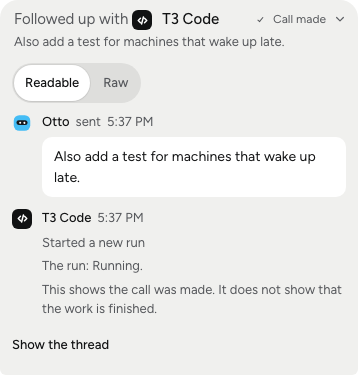 Followed up with T3 Code Call made
Also add a test for machines that wake up late.
Readable Raw
Otto sent 5:37 PM
Also add a test for machines that wake up
late.
T3 Code 5:37 PM
Started a new run
The run: Running.
This shows the call was made. It does not show that
the work is finished.
Show the thread